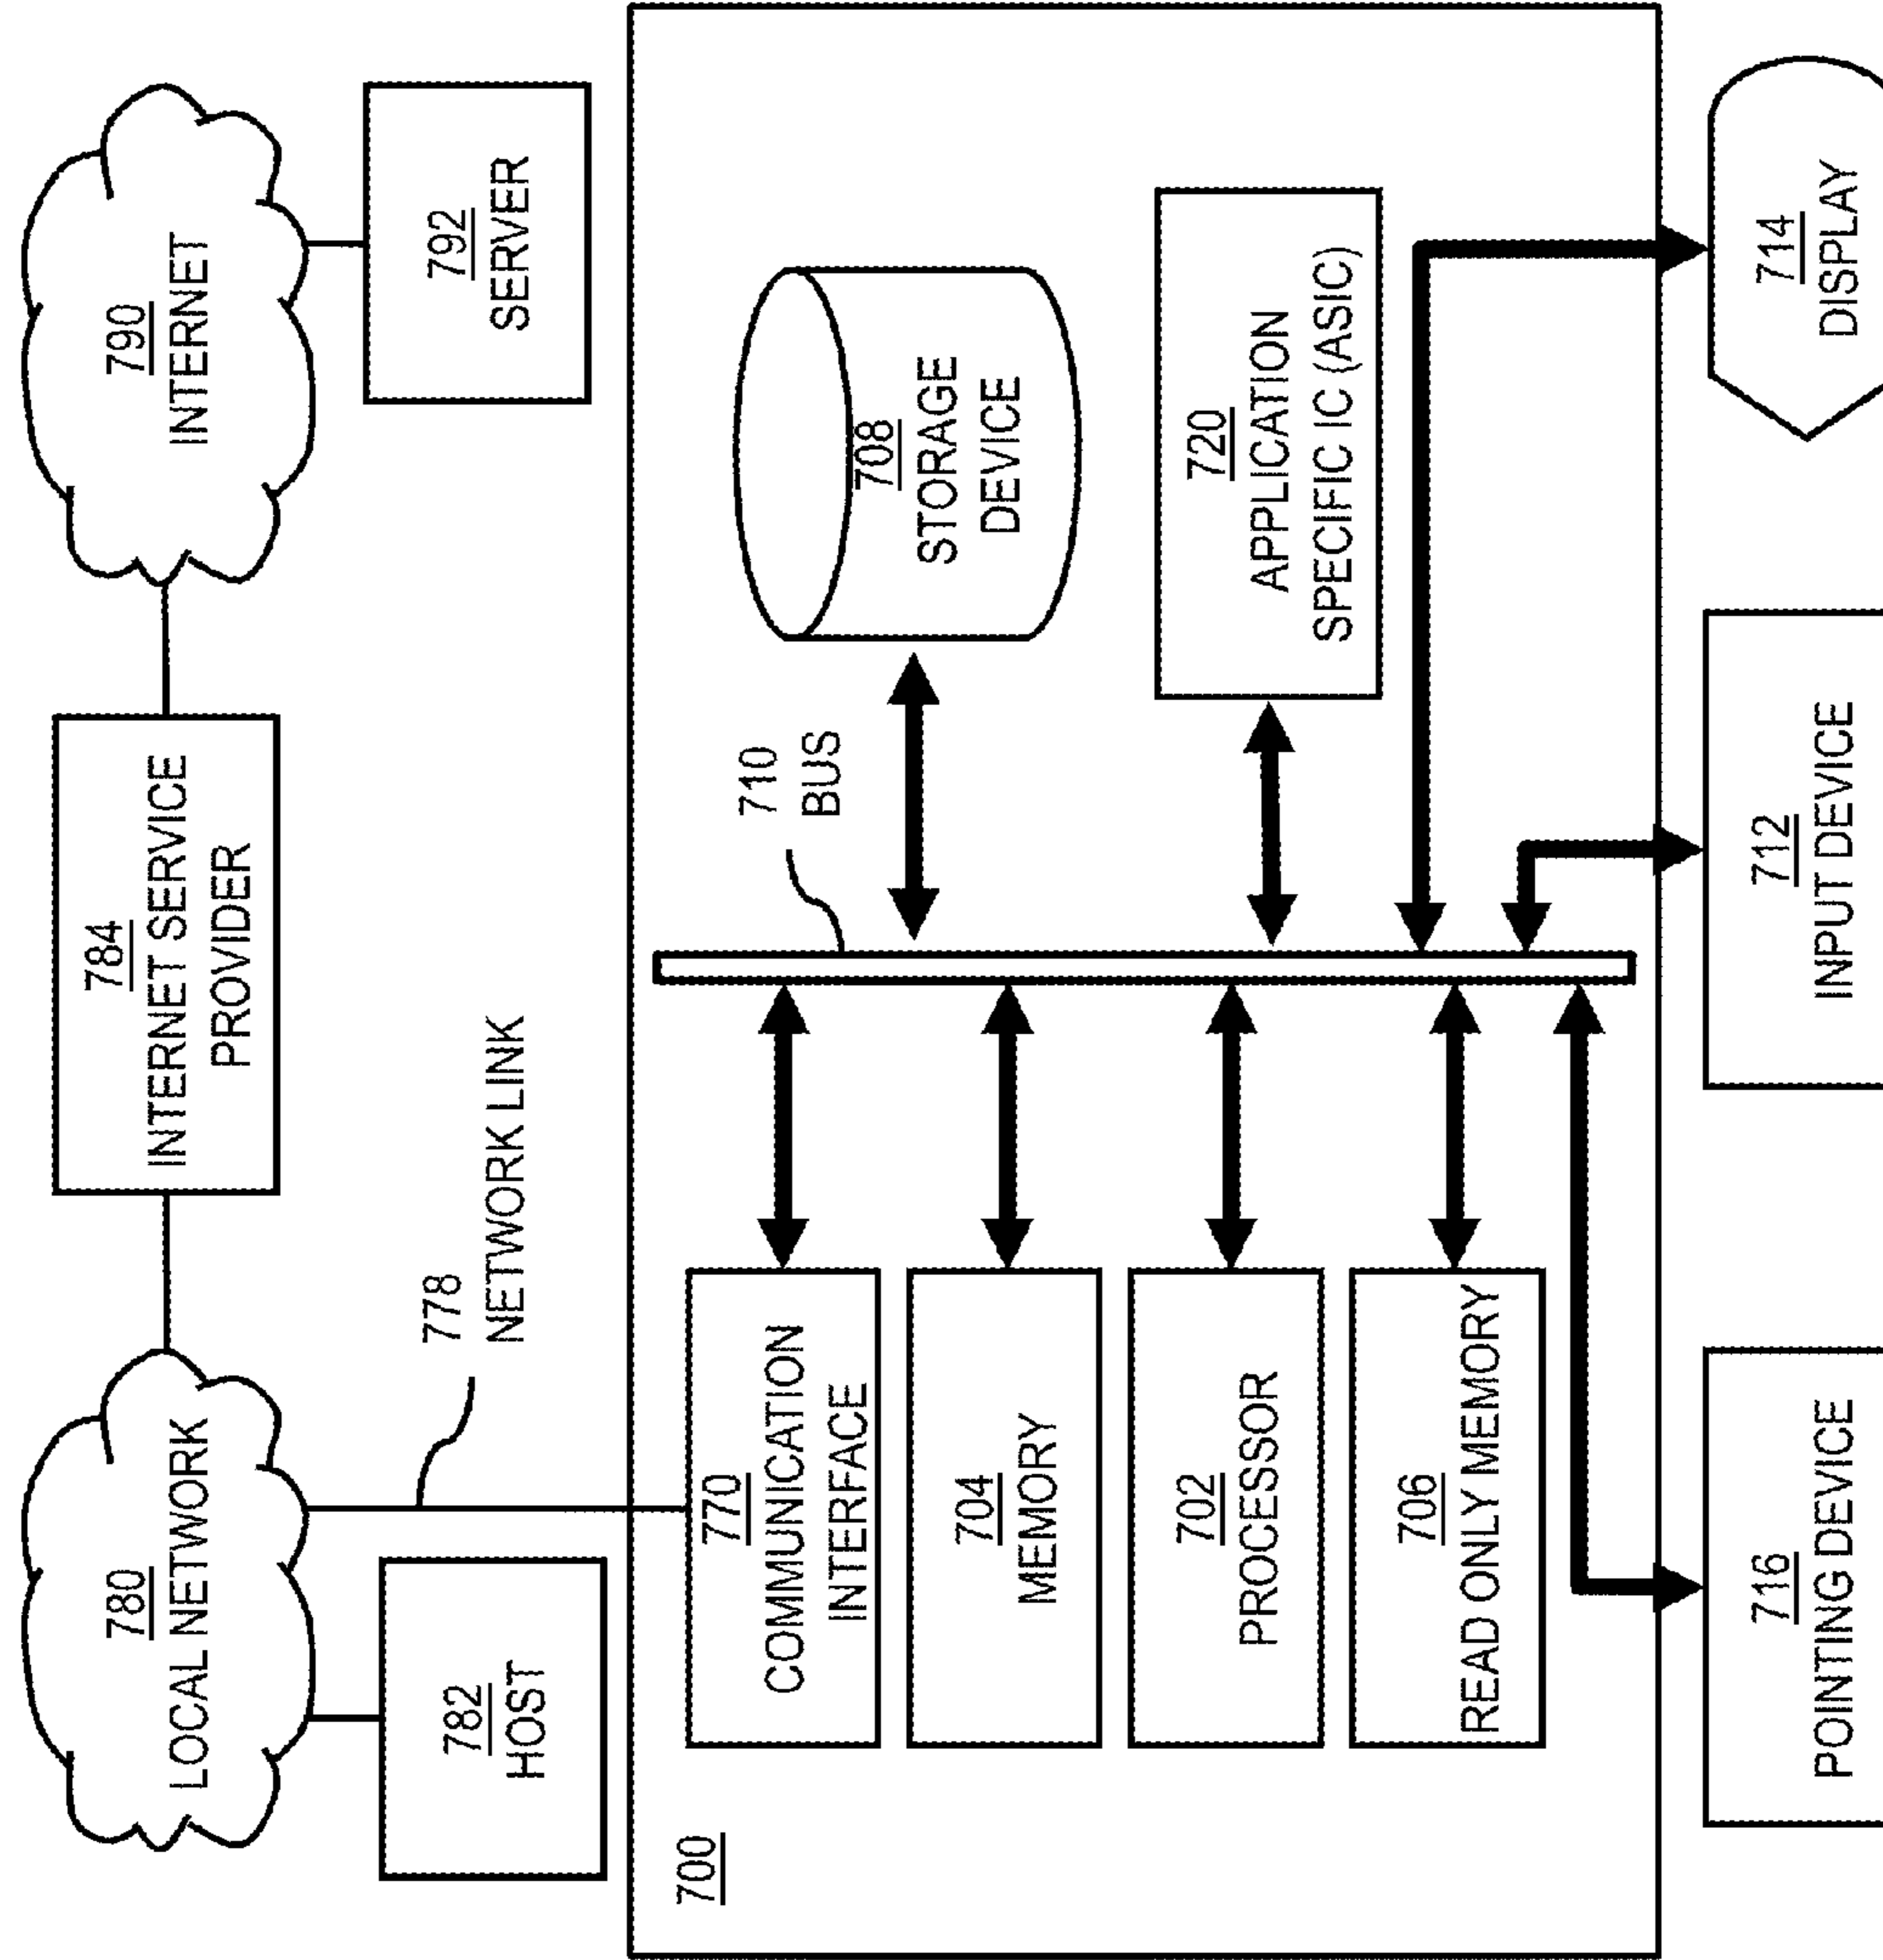 780
LOCAL NETWORK
784
INTERNET SERVICE
PROVIDER
790
INTERNET
782
HOST
778
NETWORK LINK
792
SERVER
700
770
COMMUNICATION
INTERFACE
710
BUS
708
STORAGE
DEVICE
704
MEMORY
702
PROCESSOR
720
APPLICATION
SPECIFIC IC (ASIC)
706
READ ONLY MEMORY
716
POINTING DEVICE
712
INPUT DEVICE
714
DISPLAY